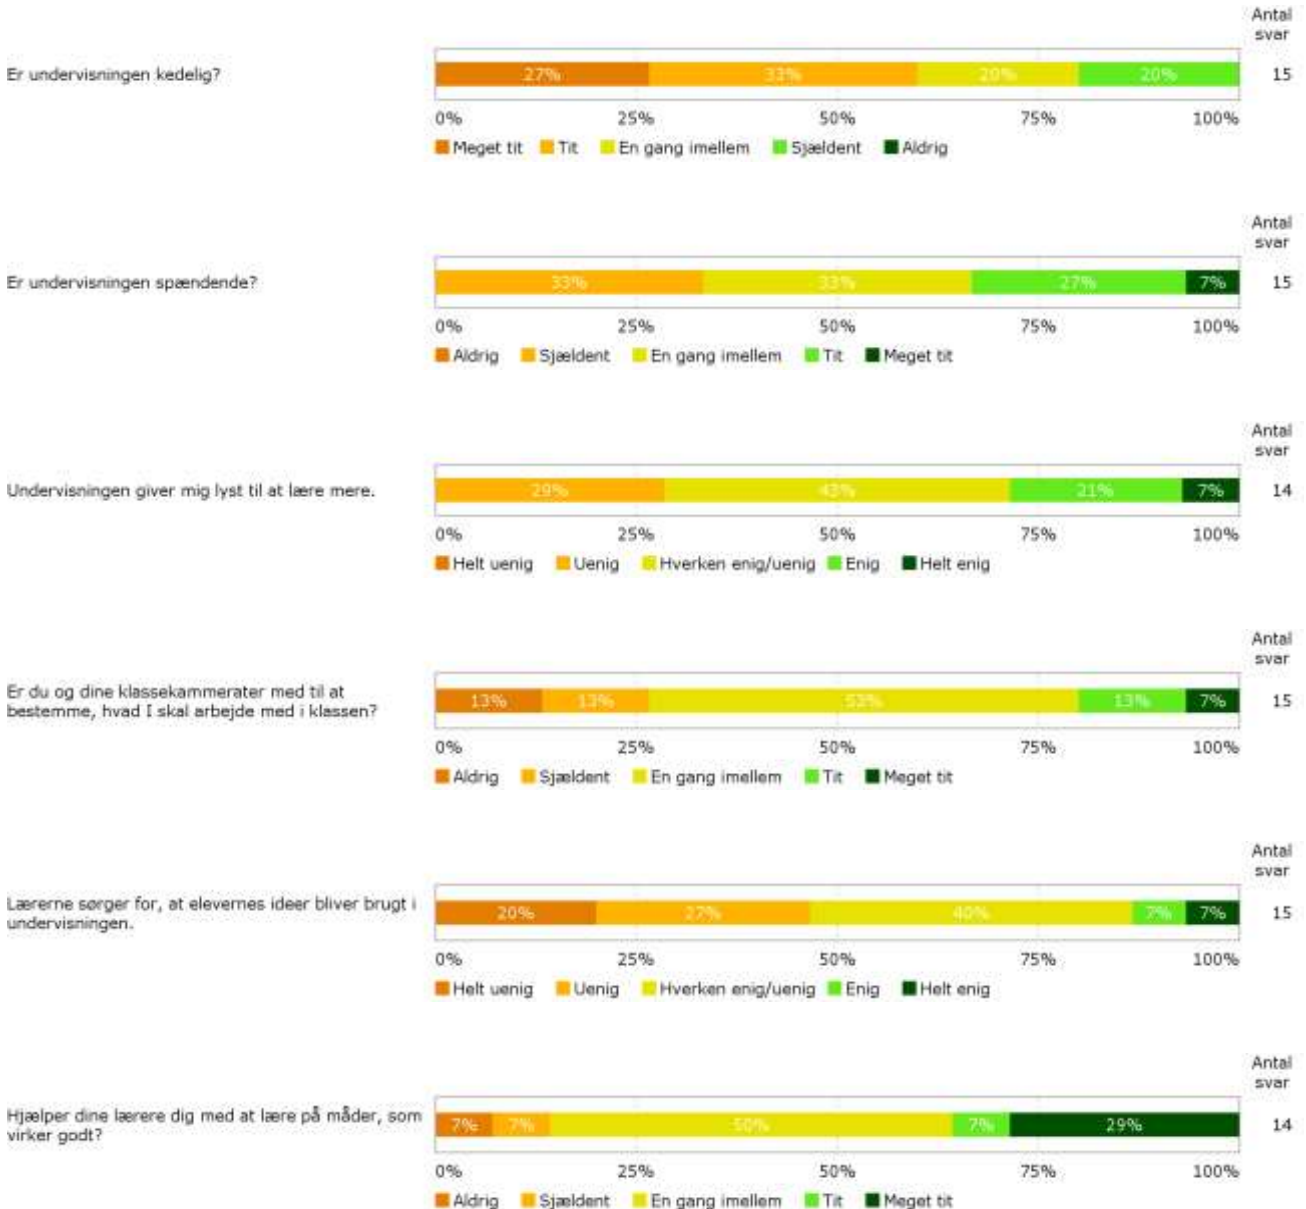 Antal
svar
Er undervisningen kedelig?
27% 33% 20% 20%
15
0% 25% 50% 75% 100%
Meget tit Tit En gang imellem Sjældent Aldrig
Antal
svar
Er undervisningen spændende?
33% 33% 27% 7%
15
0% 25% 50% 75% 100%
Aldrig Sjældent En gang imellem Tit Meget tit
Antal
svar
Undervisningen giver mig lyst til at lære mere.
29% 43% 21% 7%
14
0% 25% 50% 75% 100%
Helt uenig Uenig Hverken enig/uenig Enig Helt enig
Antal
svar
Er du og dine klassekammerater med til at
bestemme, hvad I skal arbejde med i klassen?
13% 13% 53% 13% 7%
15
0% 25% 50% 75% 100%
Aldrig Sjældent En gang imellem Tit Meget tit
Antal
svar
Lærerne sørger for, at elevernes ideer bliver brugt i
undervisningen.
20% 27% 40% 7% 7%
15
0% 25% 50% 75% 100%
Helt uenig Uenig Hverken enig/uenig Enig Helt enig
Antal
svar
Hjælper dine lærere dig med at lære på måder, som
virker godt?
7% 7% 50% 7% 29%
14
0% 25% 50% 75% 100%
Aldrig Sjældent En gang imellem Tit Meget tit